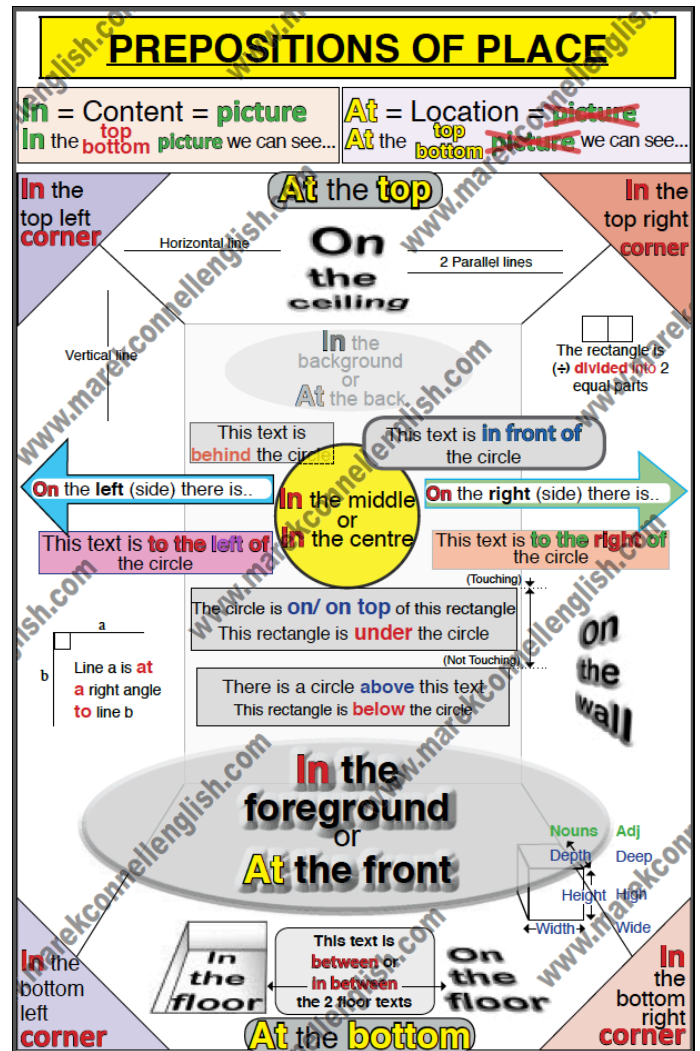 PREPOSITIONS OF PLACE
In = Content = picture
In the top bottom picture we can see...
At = Location = picture
At the top bottom picture we can see...
In the
top left
corner
At the top
In the
top right
corner
Horizontal line
On
the
ceiling
2 Parallel lines
Vertical line
In the
background
or
At the back
The rectangle is
(÷) divided into 2
equal parts
This text is
behind the circle
This text is in front of
the circle
On the left (side) there is..
In the middle
or
In the centre
On the right (side) there is..
This text is to the left of
the circle
This text is to the right of
the circle
(Touching)
The circle is on/ on top of this rectangle
This rectangle is under the circle
(Not Touching)
On
the
wall
a
b
Line a is at
a right angle
to line b
There is a circle above this text
This rectangle is below the circle
In the
foreground
or
At the front
Nouns Adj
Depth Deep
Height High
Width Wide
In the
bottom
left
corner
In
the
floor
This text is
between or
in between
the 2 floor texts
On
the
floor
In
the
bottom
right
corner
At the bottom
www.marekconnellenglish.com